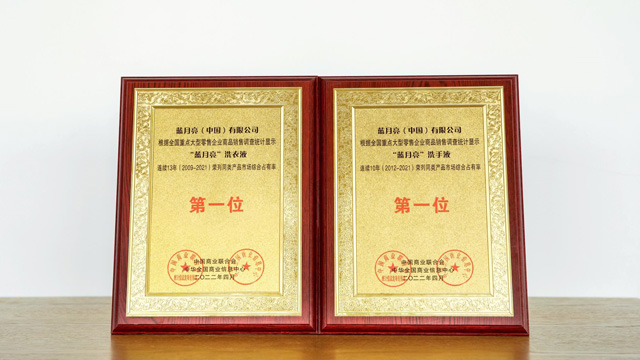 蓝月亮（中国）有限公司
根据全国重点大型零售企业商品销售调查统计显示
“蓝月亮”洗衣液
连续13年（2009-2021）荣列同类产品市场综合占有率
第一位
中国商业联合会
中华全国商业信息中心
二〇二二年四月
蓝月亮（中国）有限公司
根据全国重点大型零售企业商品销售调查统计显示
“蓝月亮”洗手液
连续10年（2012-2021）荣列同类产品市场综合占有率
第一位
中国商业联合会
中华全国商业信息中心
二〇二二年四月